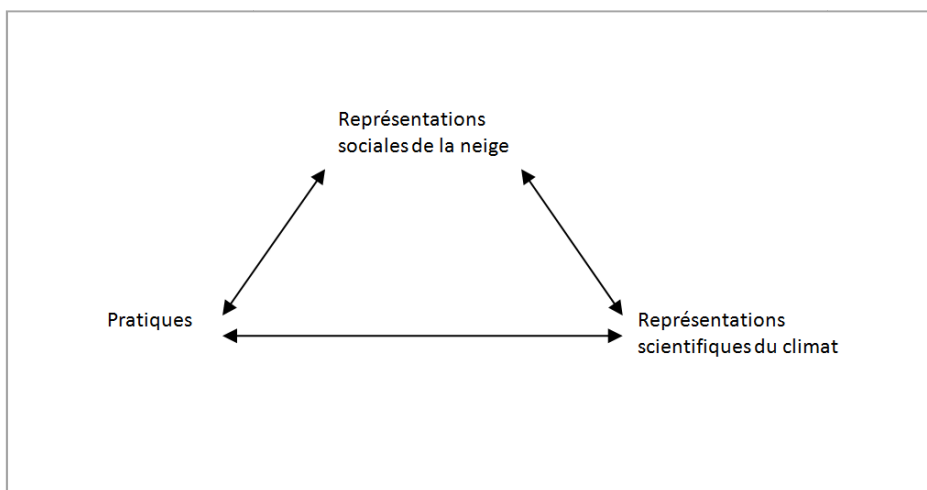 Représentations
sociales de la neige
Pratiques
Représentations
scientifiques du climat